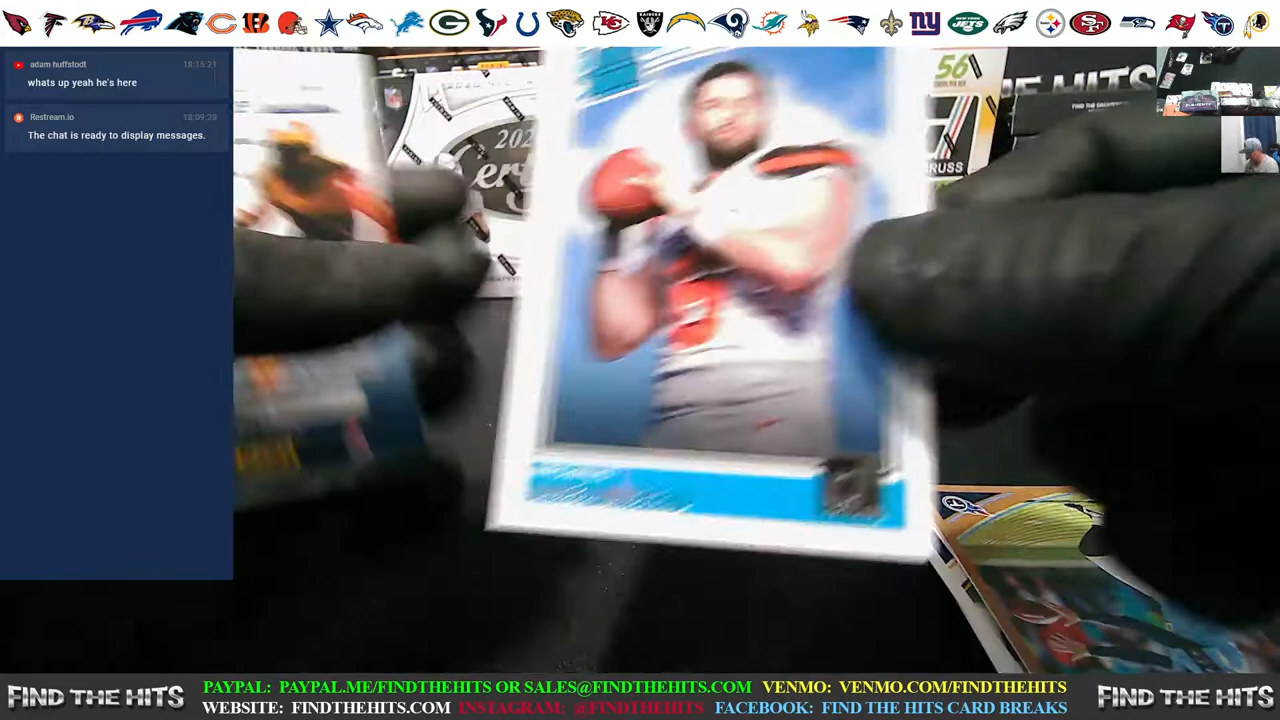 adam huffstodt 18:15:21
whats up yeah he's here
Restream.io 18:09:28
The chat is ready to display messages.
56
RUSS
THE HITS
FIND THE HITS
PAYPAL: PAYPAL.ME/FINDTHEHITS OR SALES@FINDTHEHITS.COM VENMO: VENMO.COM/FINDTHEHITS
WEBSITE: FINDTHEHITS.COM INSTAGRAM: @FINDTHEHITS FACEBOOK: FIND THE HITS CARD BREAKS
FIND THE HITS